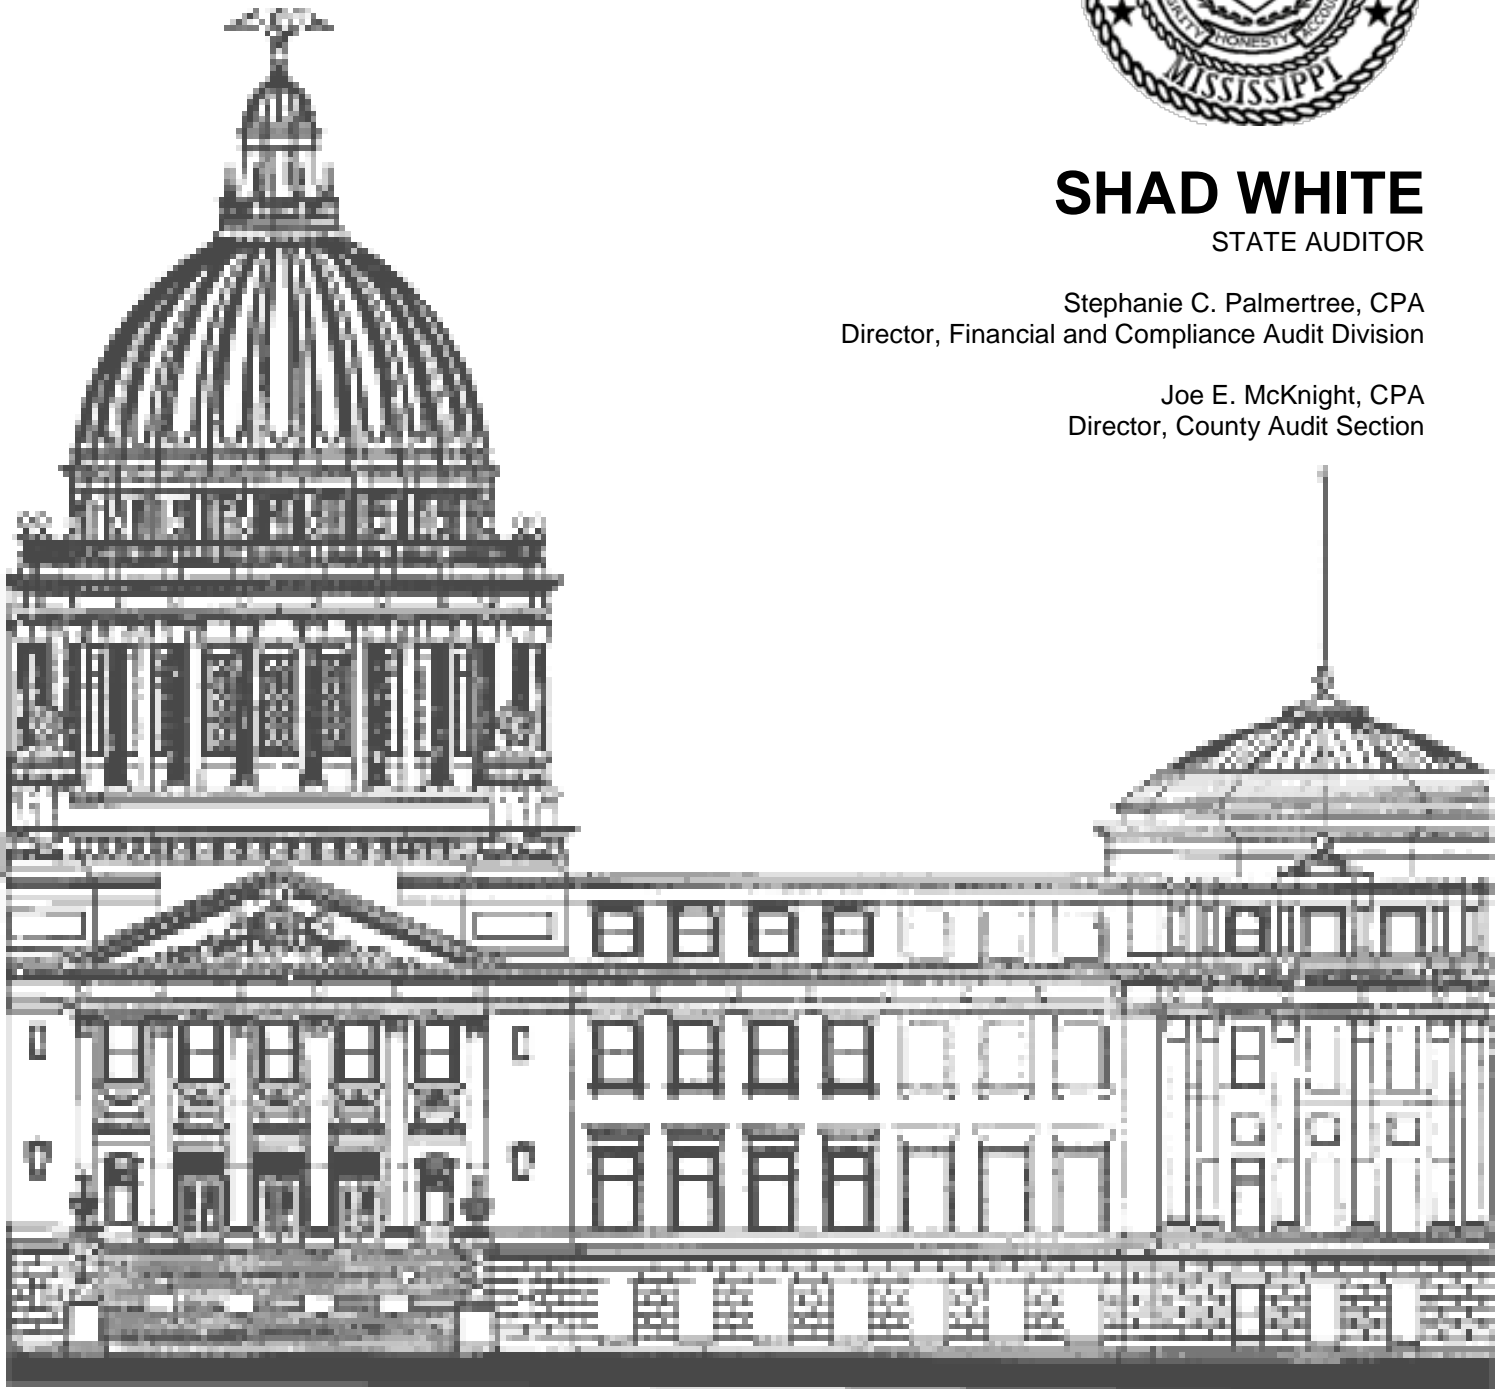 HONESTY
MISSISSIPPI
SHAD WHITE
STATE AUDITOR
Stephanie C. Palmertree, CPA
Director, Financial and Compliance Audit Division
Joe E. McKnight, CPA
Director, County Audit Section